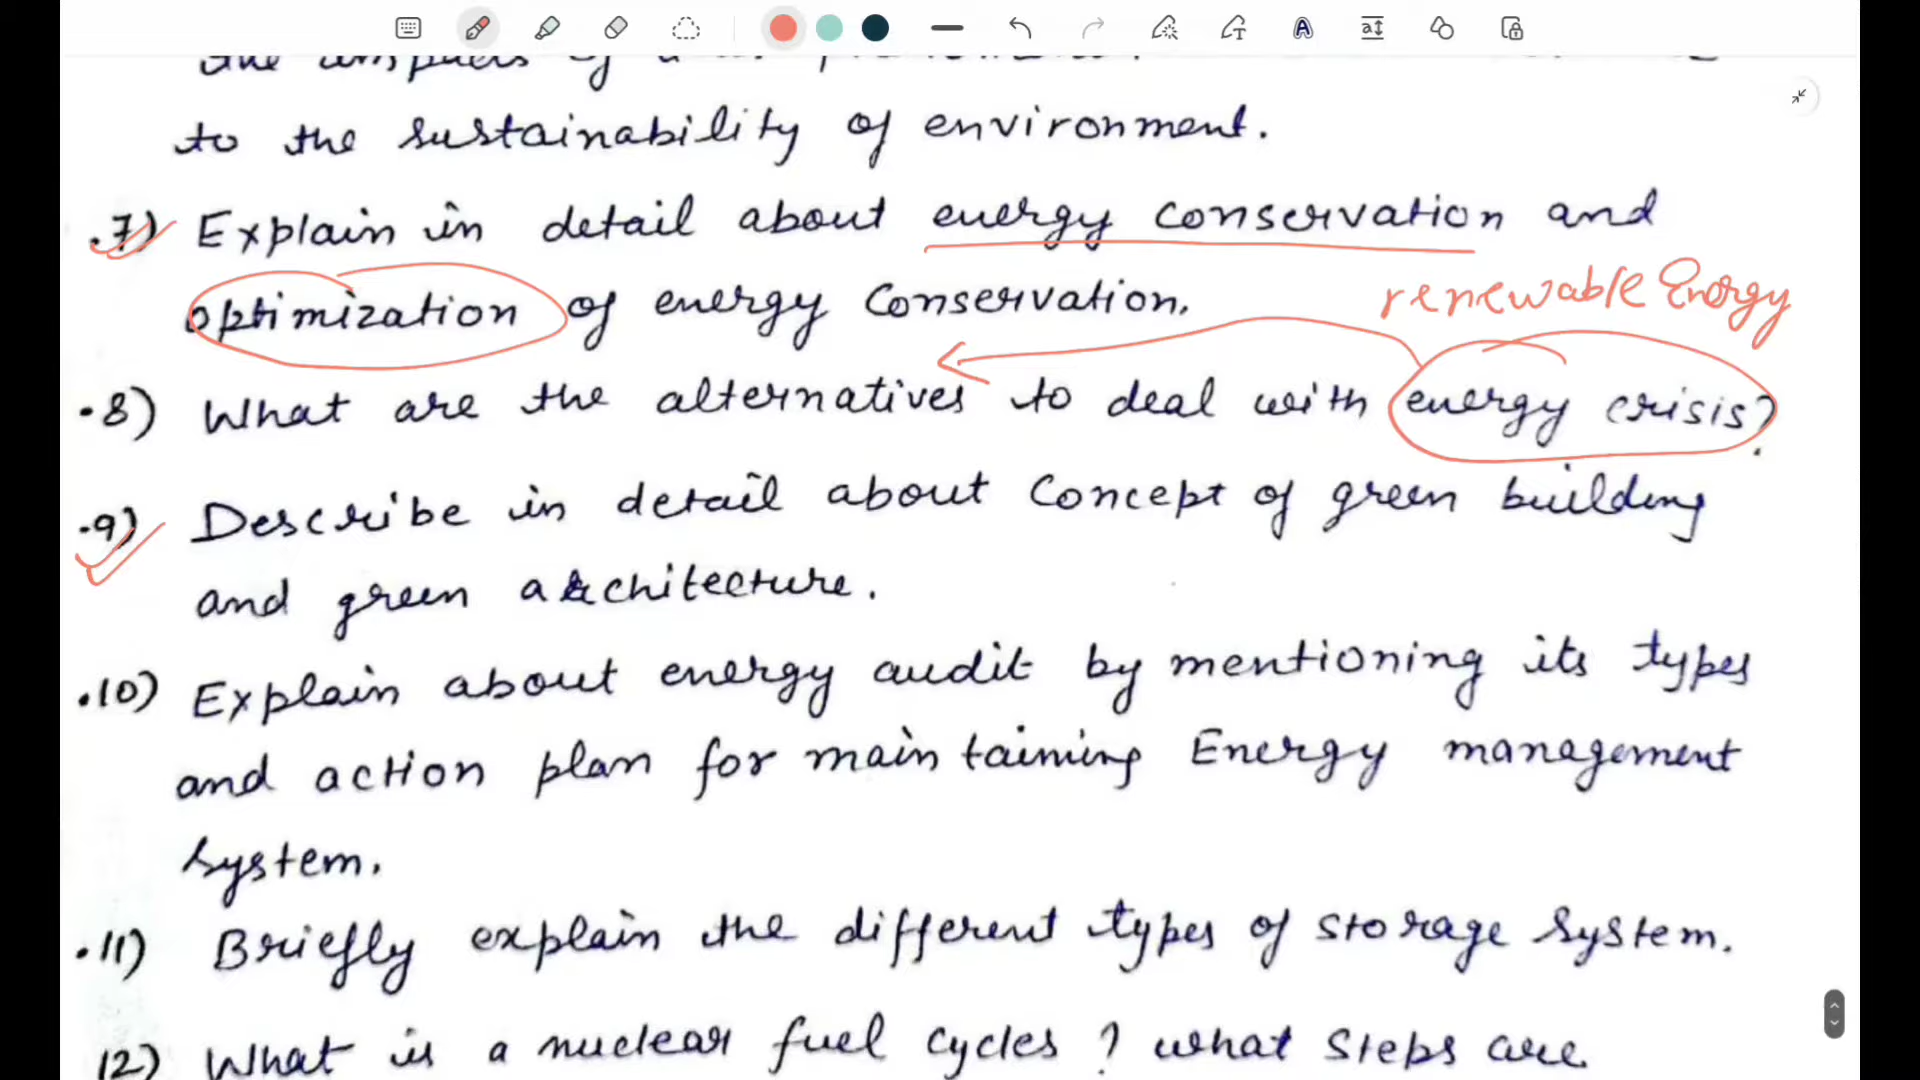 to the sustainability of environment.
.7) Explain in detail about energy conservation and
optimization of energy Conservation.
renewable Energy
.8) What are the alternatives to deal with energy crisis?
.9) Describe in detail about Concept of green building
and green architecture.
.10) Explain about energy audit by mentioning its types
and action plan for maintaining Energy management
System.
.11) Briefly explain the different types of storage System.
12) What is a nuclear fuel cycles ? what steps are